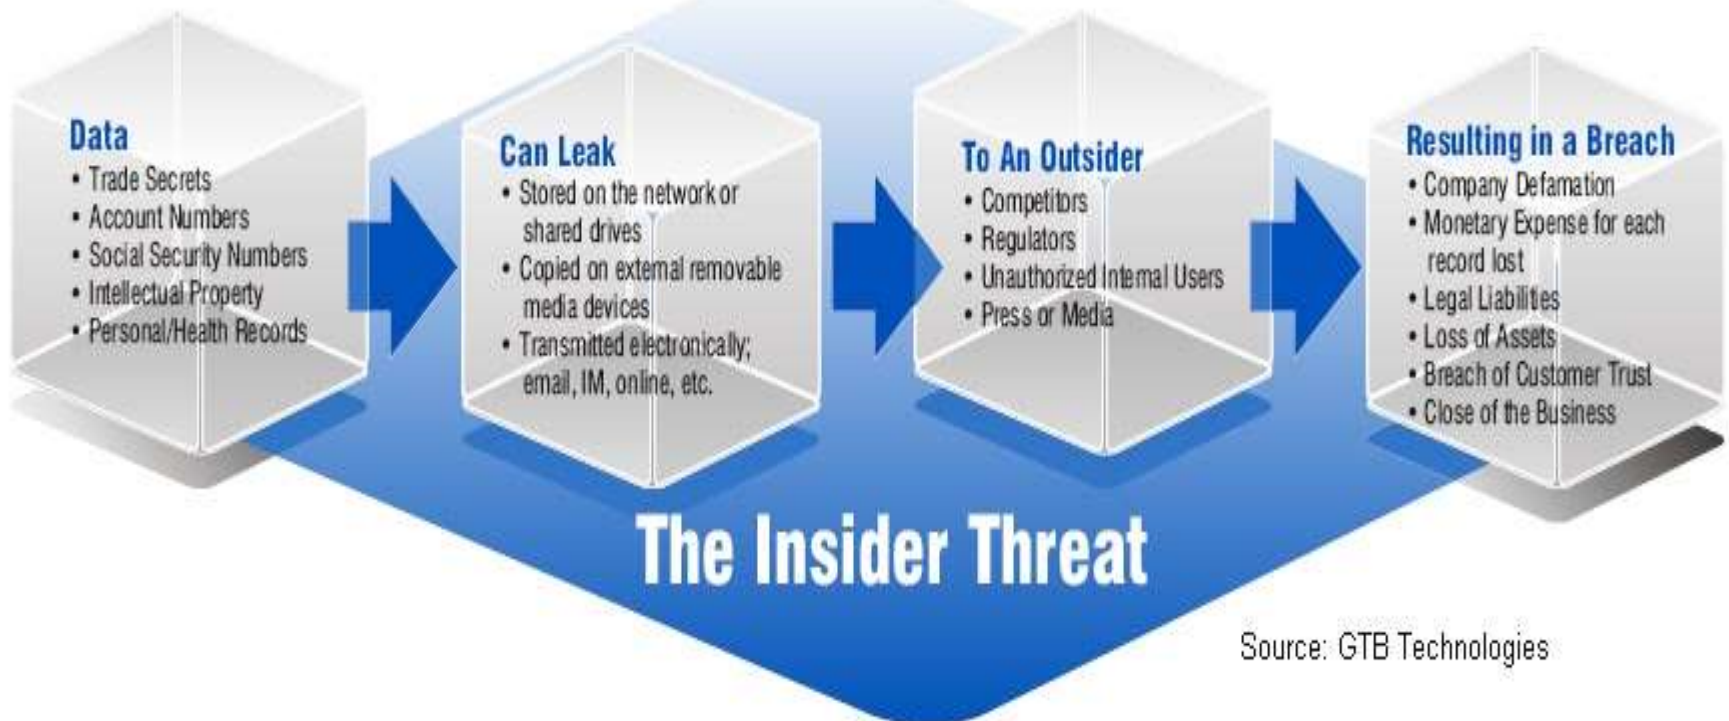 Data
• Trade Secrets
• Account Numbers
• Social Security Numbers
• Intellectual Property
• Personal/Health Records
Can Leak
• Stored on the network or
shared drives
• Copied on external removable
media devices
• Transmitted electronically;
email, IM, online, etc.
To An Outsider
• Competitors
• Regulators
• Unauthorized Internal Users
• Press or Media
Resulting in a Breach
• Company Defamation
• Monetary Expense for each
record lost
• Legal Liabilities
• Loss of Assets
• Breach of Customer Trust
• Close of the Business
The Insider Threat
Source: GTB Technologies